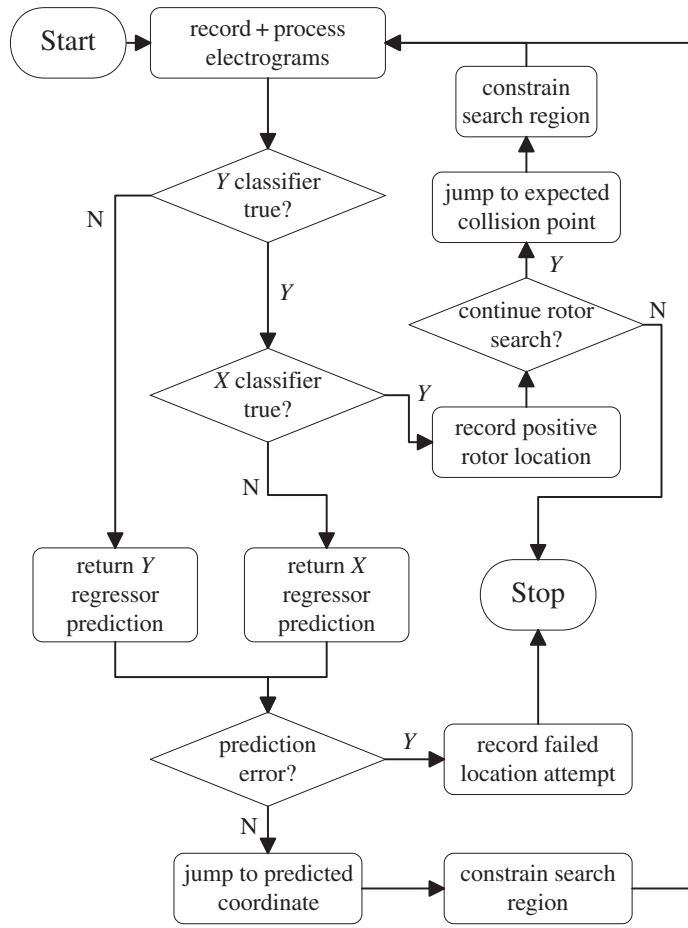 Start
record + process
electrograms
constrain
search region
Y classifier
true?
N
jump to expected
collision point
Y
Y
continue rotor
search?
N
X classifier
true?
Y
record positive
rotor location
N
return Y
regressor
prediction
return X
regressor
prediction
Stop
prediction
error?
Y
record failed
location attempt
N
jump to predicted
coordinate
constrain search
region